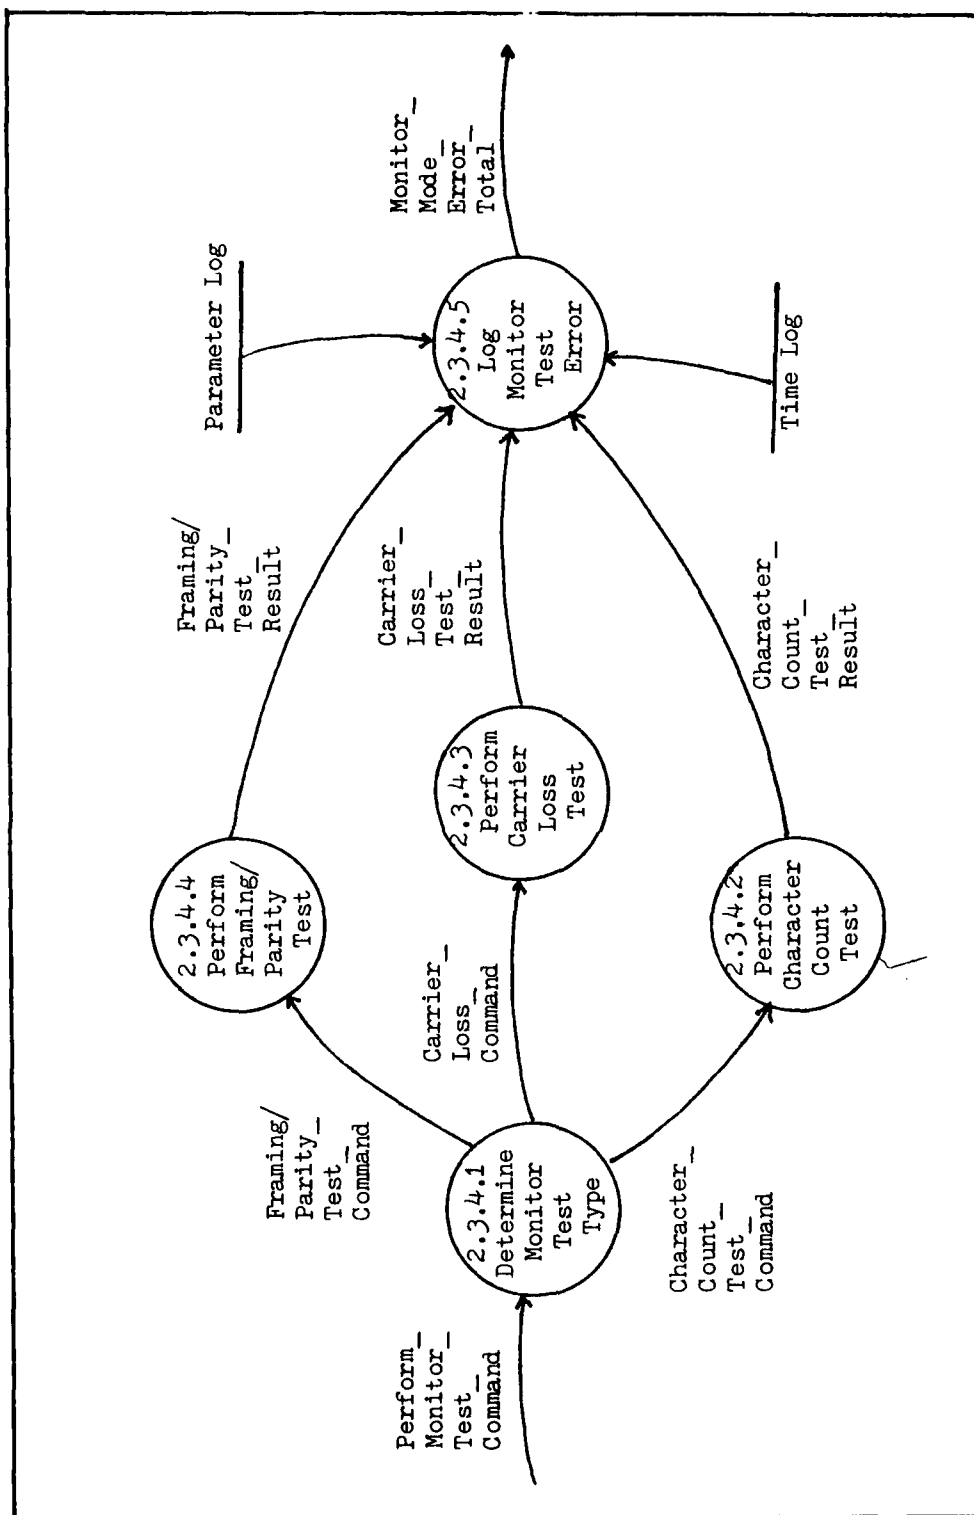 Perform_
Monitor_
Test_
Command
2.3.4.1
Determine
Monitor
Test
Type
Framing/
Parity_
Test_
Command
Carrier_
Loss_
Command
Character_
Count_
Test_
Command
2.3.4.4
Perform
Framing/
Parity
Test
2.3.4.3
Perform
Carrier
Loss
Test
2.3.4.2
Perform
Character
Count
Test
Framing/
Parity_
Test_
Result
Carrier_
Loss_
Test_
Result
Character_
Count_
Test_
Result
Parameter Log
2.3.4.5
Log
Monitor
Test
Error
Time Log
Monitor_
Mode_
Error_
Total